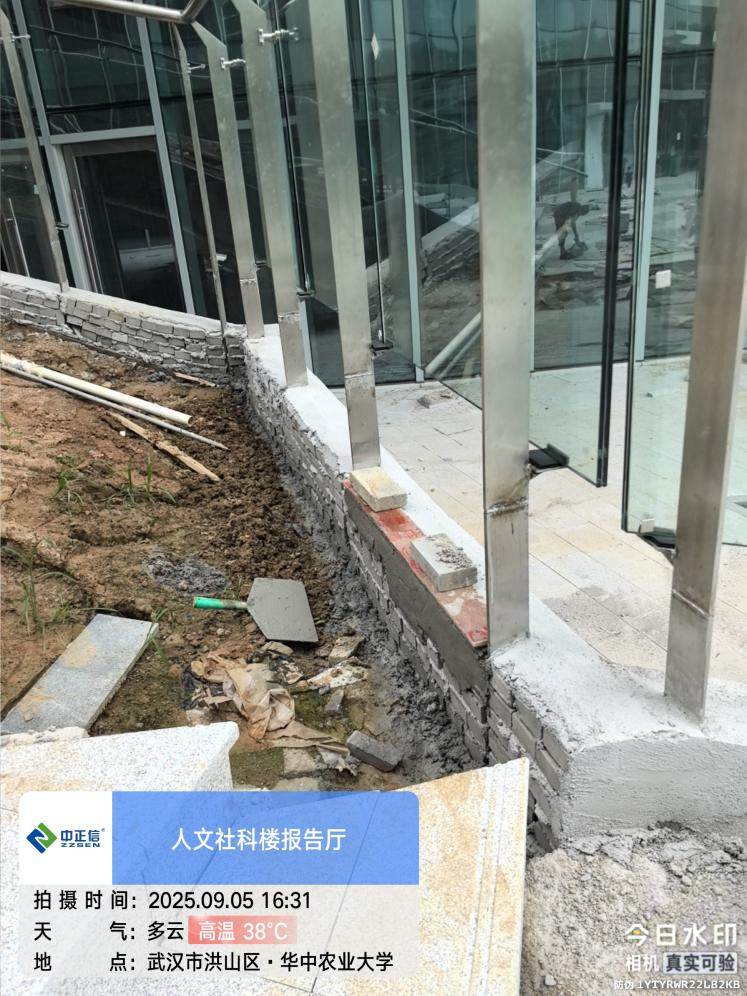 中正信®
ZZSEN
人文社科楼报告厅
拍摄时间：2025.09.05 16:31
天气：多云 高温 38°C
地点：武汉市洪山区·华中农业大学
今日水印
相机 真实可验
防伪 1YTYRWR22LB2KB